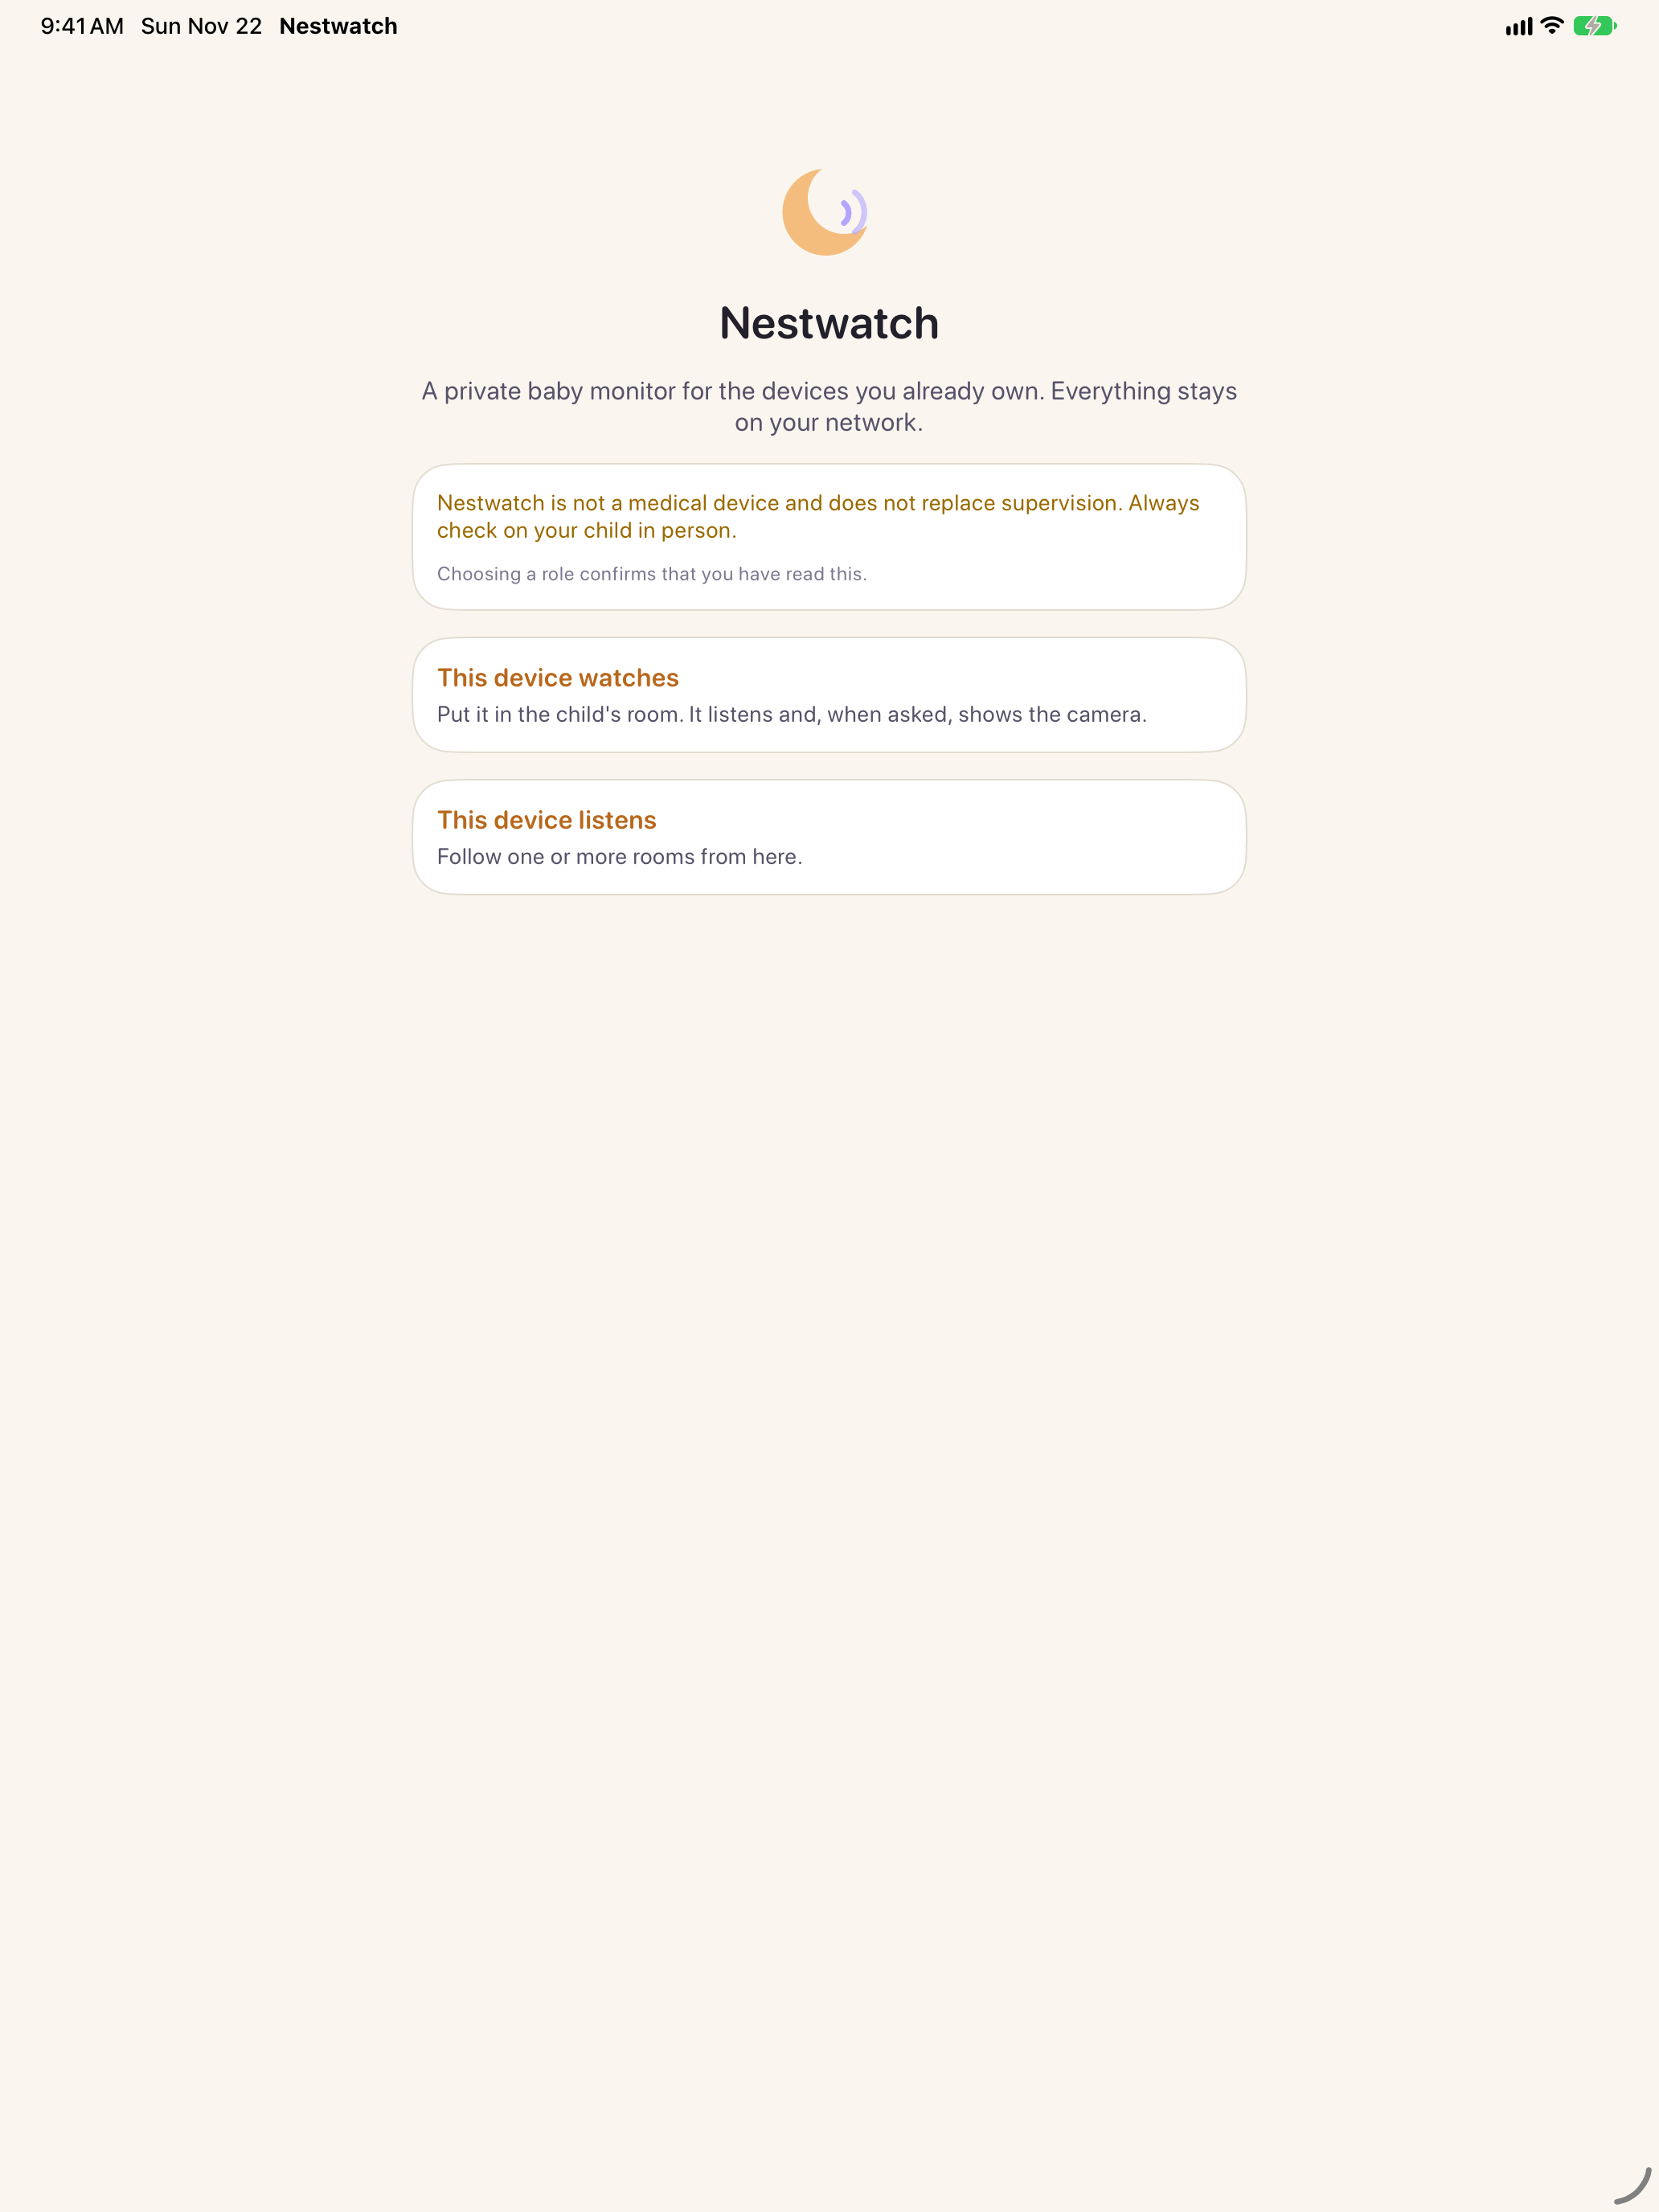 9:41 AM Sun Nov 22 Nestwatch
Nestwatch
A private baby monitor for the devices you already own. Everything stays
on your network.
Nestwatch is not a medical device and does not replace supervision. Always
check on your child in person.
Choosing a role confirms that you have read this.
This device watches
Put it in the child's room. It listens and, when asked, shows the camera.
This device listens
Follow one or more rooms from here.